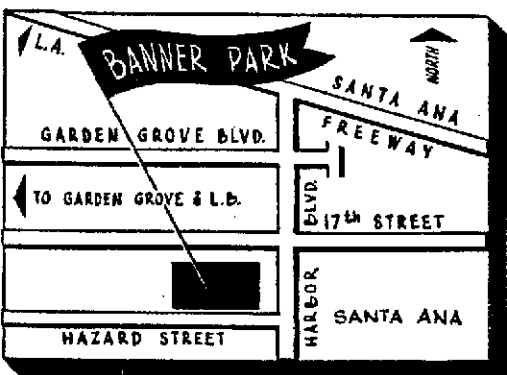 L.A.
BANNER PARK
NORTH
SANTA ANA
FREEWAY
GARDEN GROVE BLVD.
TO GARDEN GROVE & L.B.
HARBOR BLVD.
17th STREET
SANTA ANA
HAZARD STREET